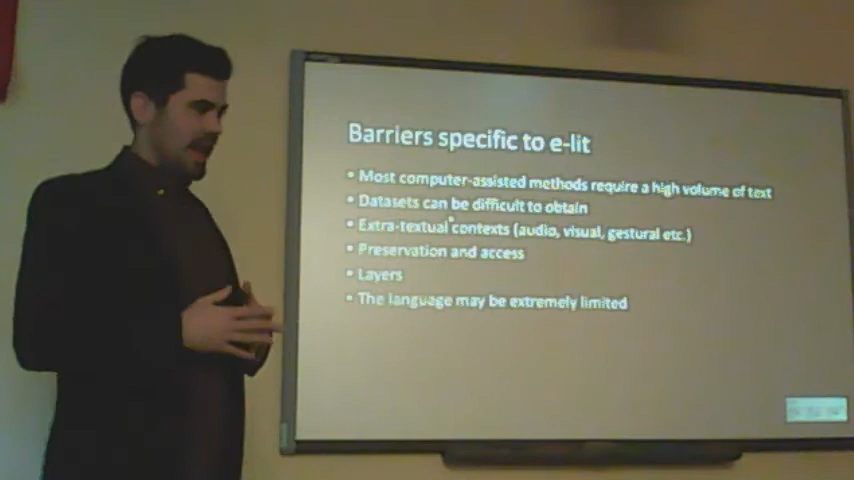 Barriers specific to e-lit
• Most computer-assisted methods require a high volume of text
• Datasets can be difficult to obtain
• Extra-textual contexts (audio, visual, gestural etc.)
• Preservation and access
• Layers
• The language may be extremely limited